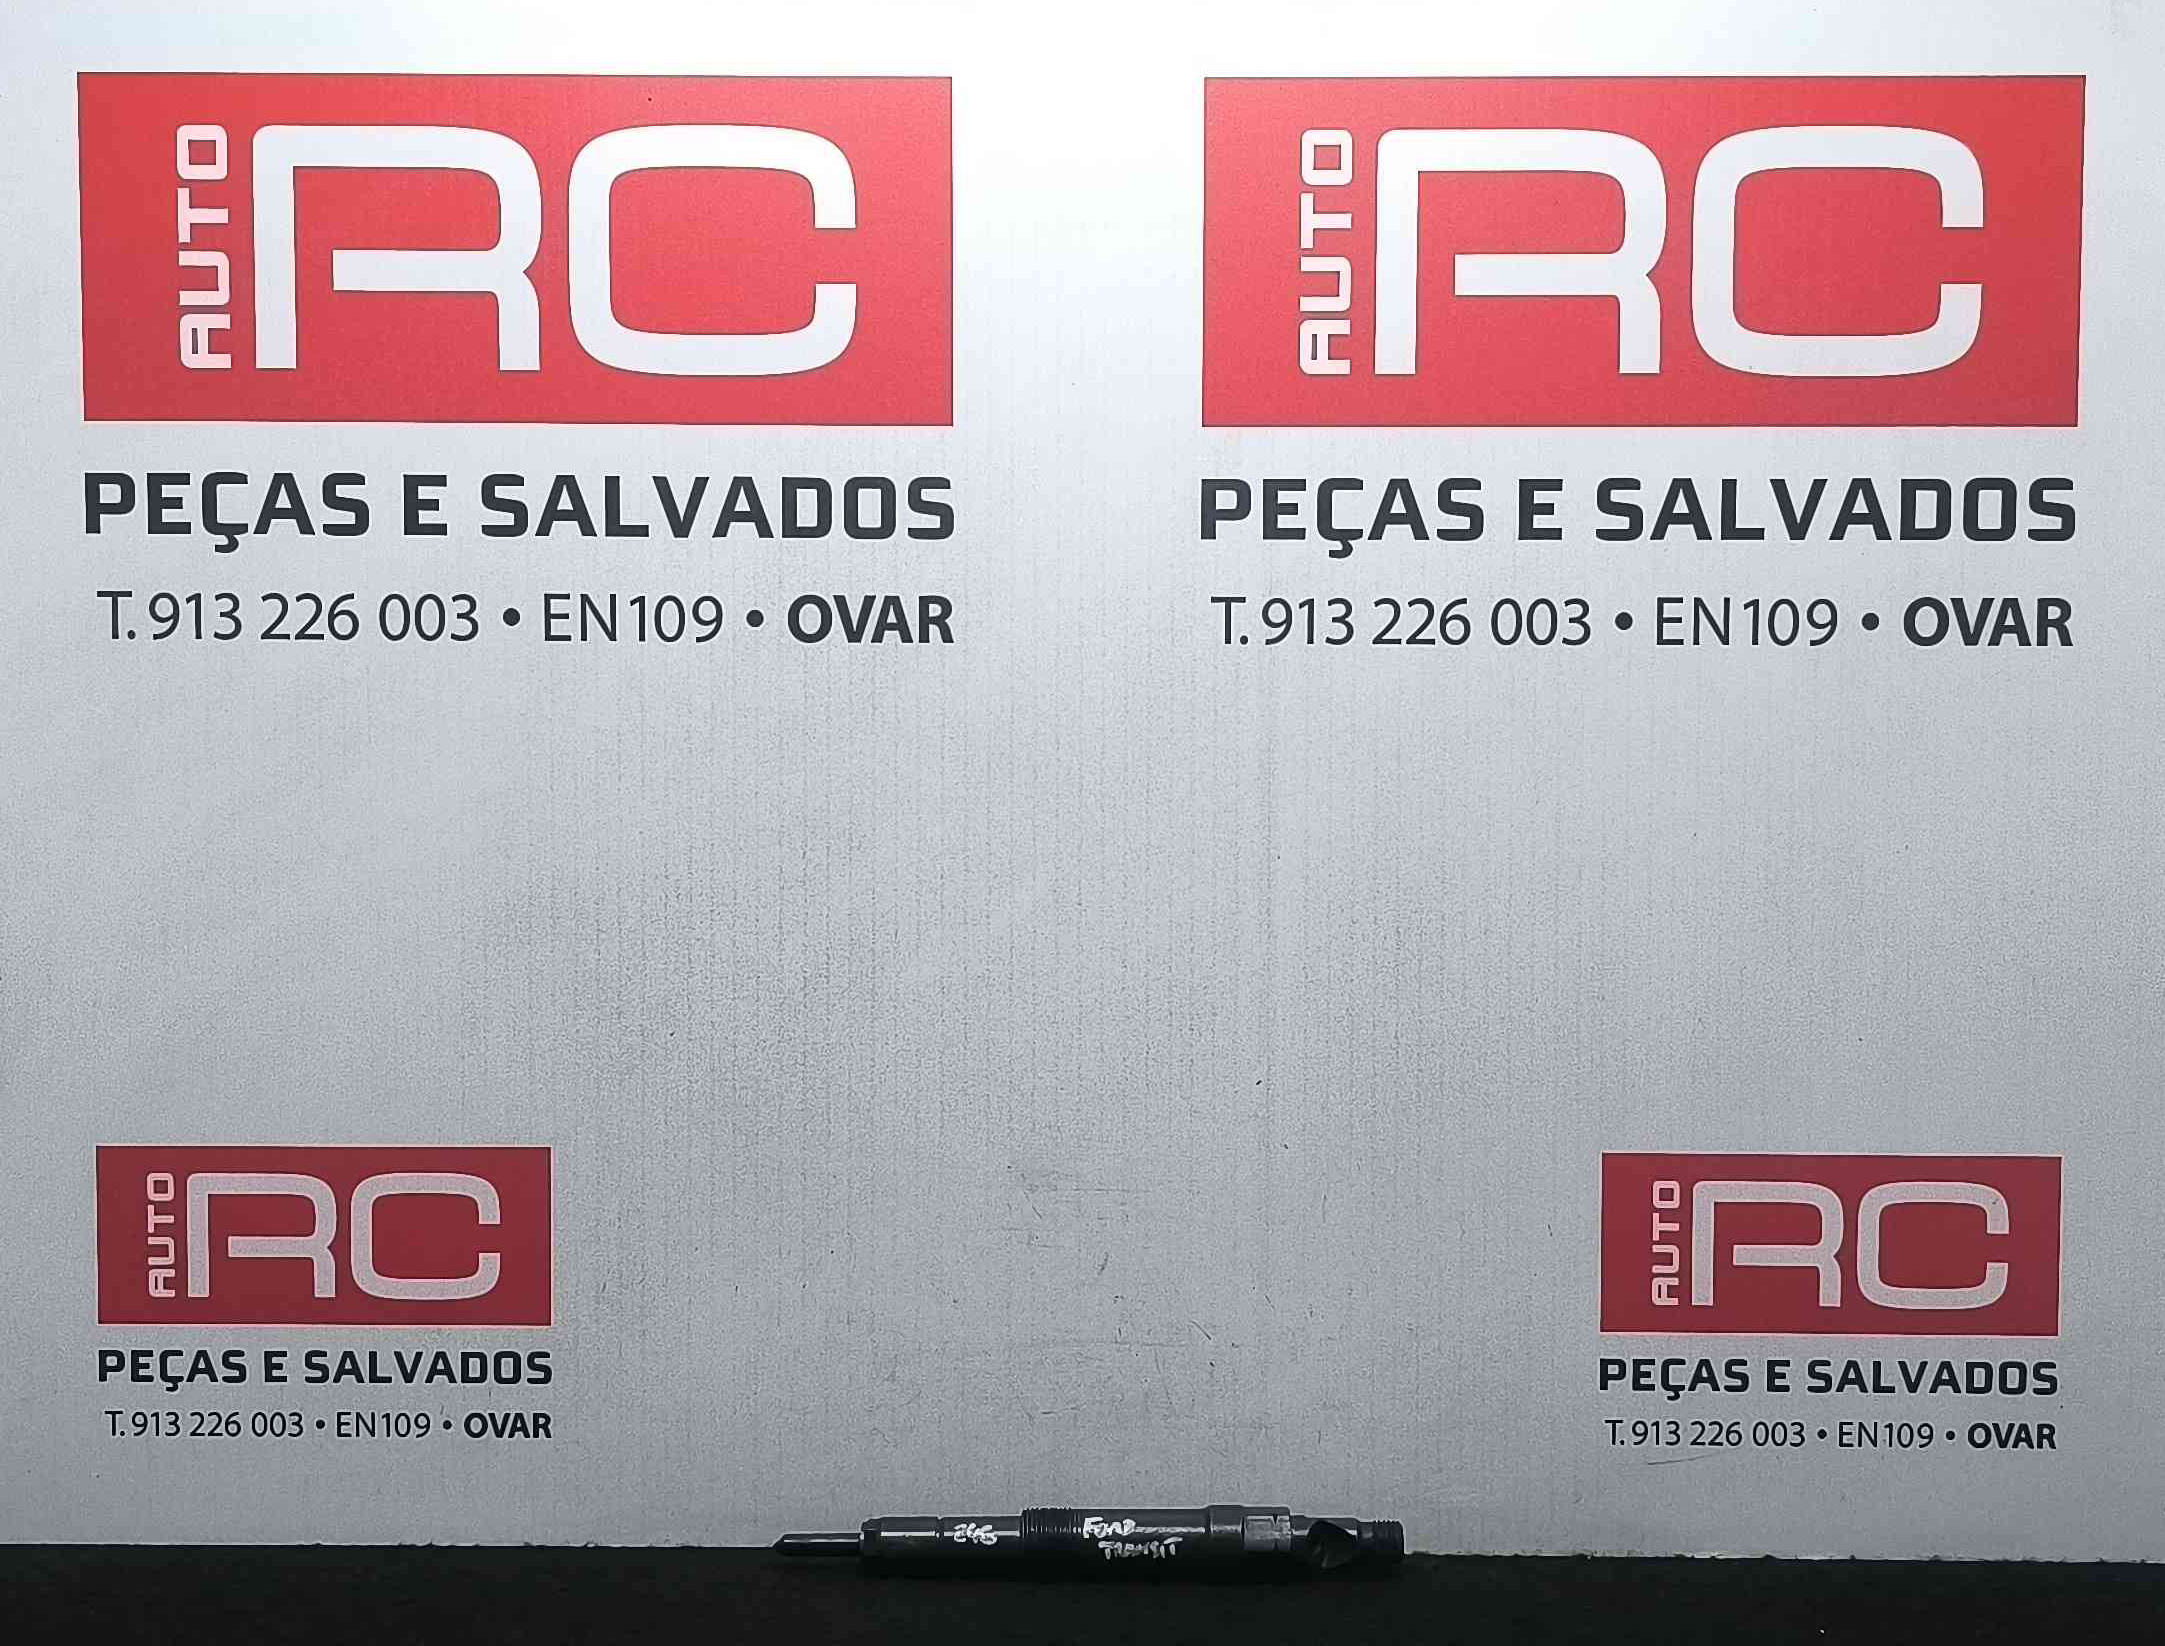 AUTO RC
PEÇAS E SALVADOS
T. 913 226 003 • EN109 • OVAR
AUTO RC
PEÇAS E SALVADOS
T. 913 226 003 • EN109 • OVAR
AUTO RC
PEÇAS E SALVADOS
T. 913 226 003 • EN109 • OVAR
AUTO RC
PEÇAS E SALVADOS
T. 913 226 003 • EN109 • OVAR
FORD
TRANSIT